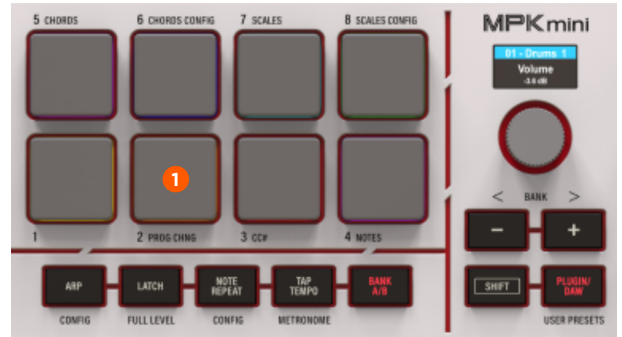 5 CHORDS 6 CHORDS CONFIG 7 SCALES 8 SCALES CONFIG
MPK mini
01 - Drums 1
Volume
-3.6 dB
1
< BANK >
- +
1 2 PROG CHNG 3 CC# 4 NOTES
ARP LATCH NOTE REPEAT TAP TEMPO BANK A/B
SHIFT PLUGIN/DAW
CONFIG FULL LEVEL CONFIG METRONOME
USER PRESETS